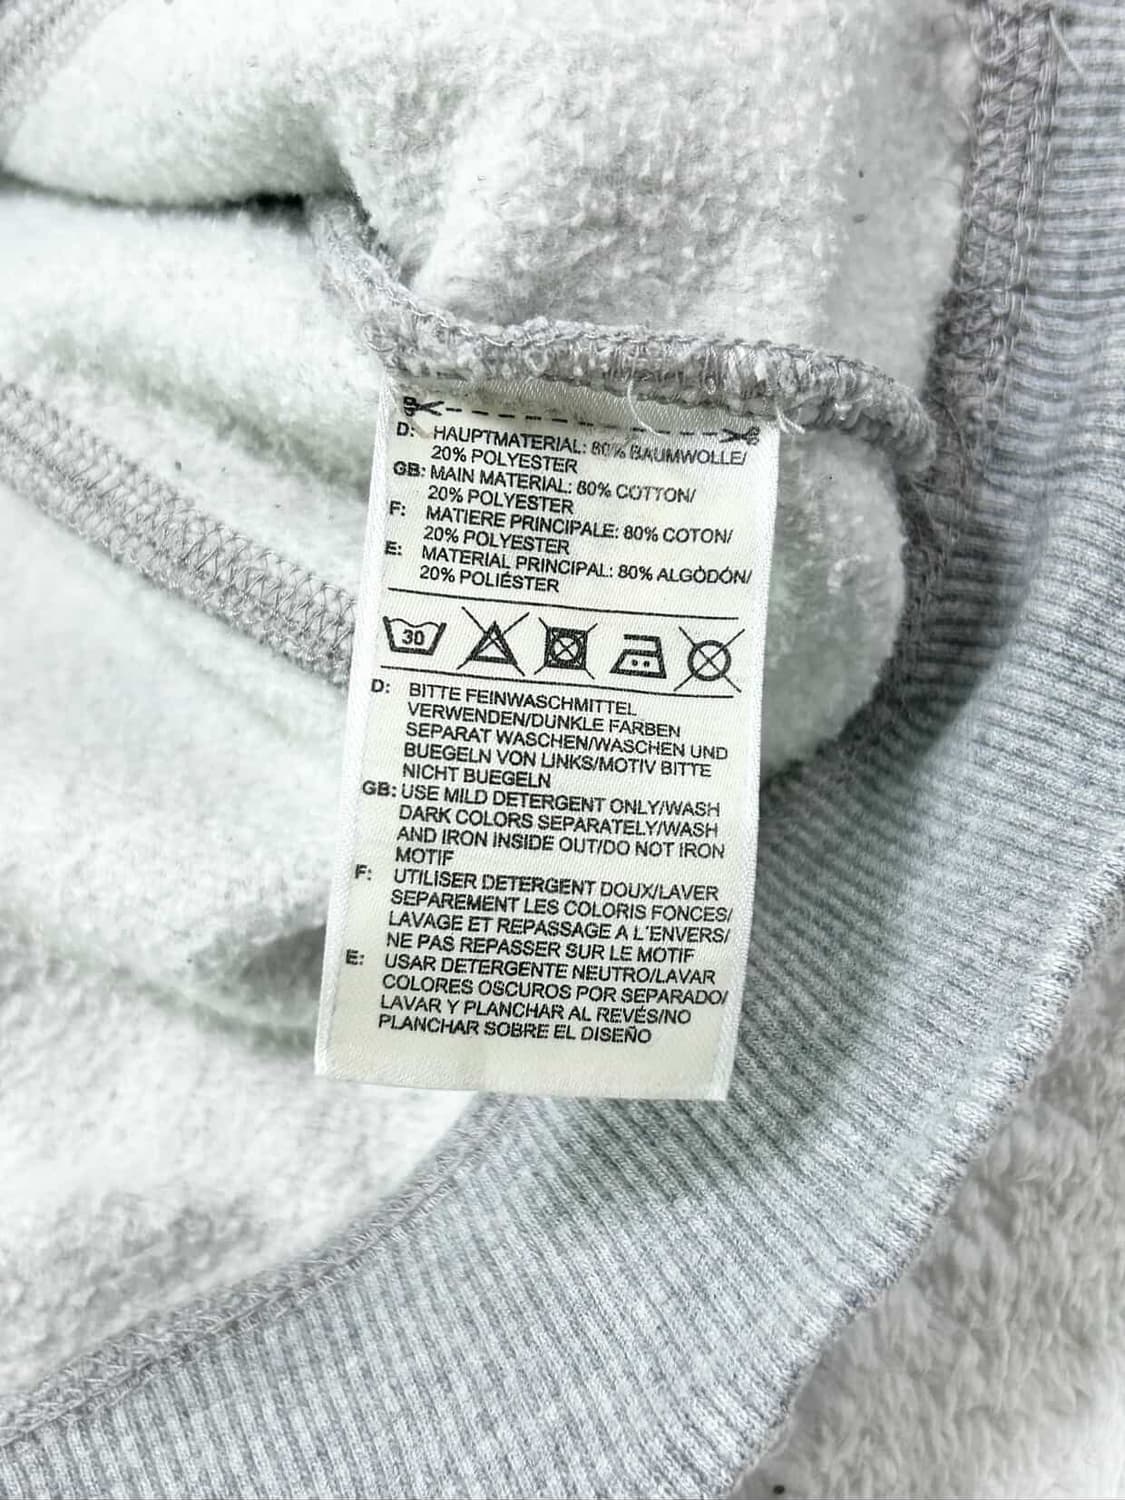 D: HAUPTMATERIAL: 80% BAUMWOLLE/
20% POLYESTER
GB: MAIN MATERIAL: 80% COTTON/
20% POLYESTER
F: MATIERE PRINCIPALE: 80% COTON/
20% POLYESTER
E: MATERIAL PRINCIPAL: 80% ALGÒDÓN/
20% POLIÉSTER
30
D: BITTE FEINWASCHMITTEL
VERWENDEN/DUNKLE FARBEN
SEPARAT WASCHEN/WASCHEN UND
BUEGELN VON LINKS/MOTIV BITTE
NICHT BUEGELN
GB: USE MILD DETERGENT ONLY/WASH
DARK COLORS SEPARATELY/WASH
AND IRON INSIDE OUT/DO NOT IRON
MOTIF
F: UTILISER DETERGENT DOUX/LAVER
SEPAREMENT LES COLORIS FONCES/
LAVAGE ET REPASSAGE A L'ENVERS/
NE PAS REPASSER SUR LE MOTIF
E: USAR DETERGENTE NEUTRO/LAVAR
COLORES OSCUROS POR SEPARADO/
LAVAR Y PLANCHAR AL REVÉS/NO
PLANCHAR SOBRE EL DISEÑO